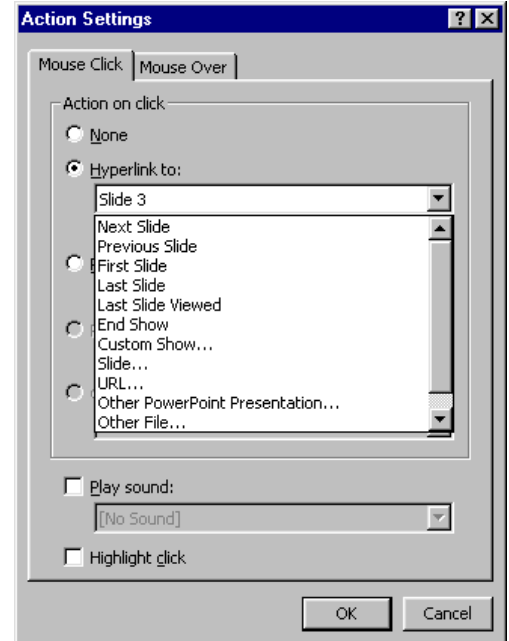 Action Settings
Mouse Click
Mouse Over
Action on click
None
Hyperlink to:
Slide 3
Next Slide
Previous Slide
First Slide
Last Slide
Last Slide Viewed
End Show
Custom Show...
Slide...
URL...
Other PowerPoint Presentation...
Other File...
Play sound:
[No Sound]
Highlight click
OK
Cancel